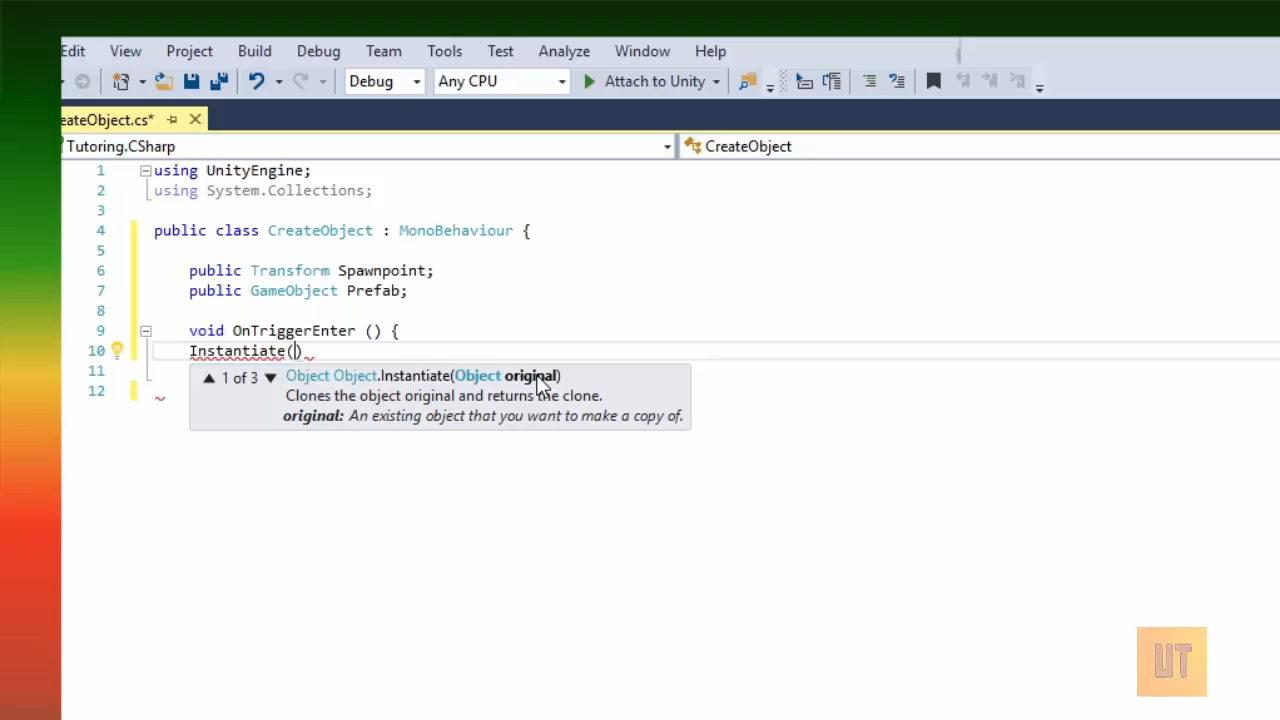 Edit View Project Build Debug Team Tools Test Analyze Window Help
Debug Any CPU Attach to Unity
eateObject.cs*
Tutoring.CSharp CreateObject
1 using UnityEngine;
2 using System.Collections;
3
4 public class CreateObject : MonoBehaviour {
5
6 public Transform Spawnpoint;
7 public GameObject Prefab;
8
9 void OnTriggerEnter () {
10 Instantiate()
11 1 of 3 Object Object.Instantiate(Object original)
Clones the object original and returns the clone.
12 original: An existing object that you want to make a copy of.
UT